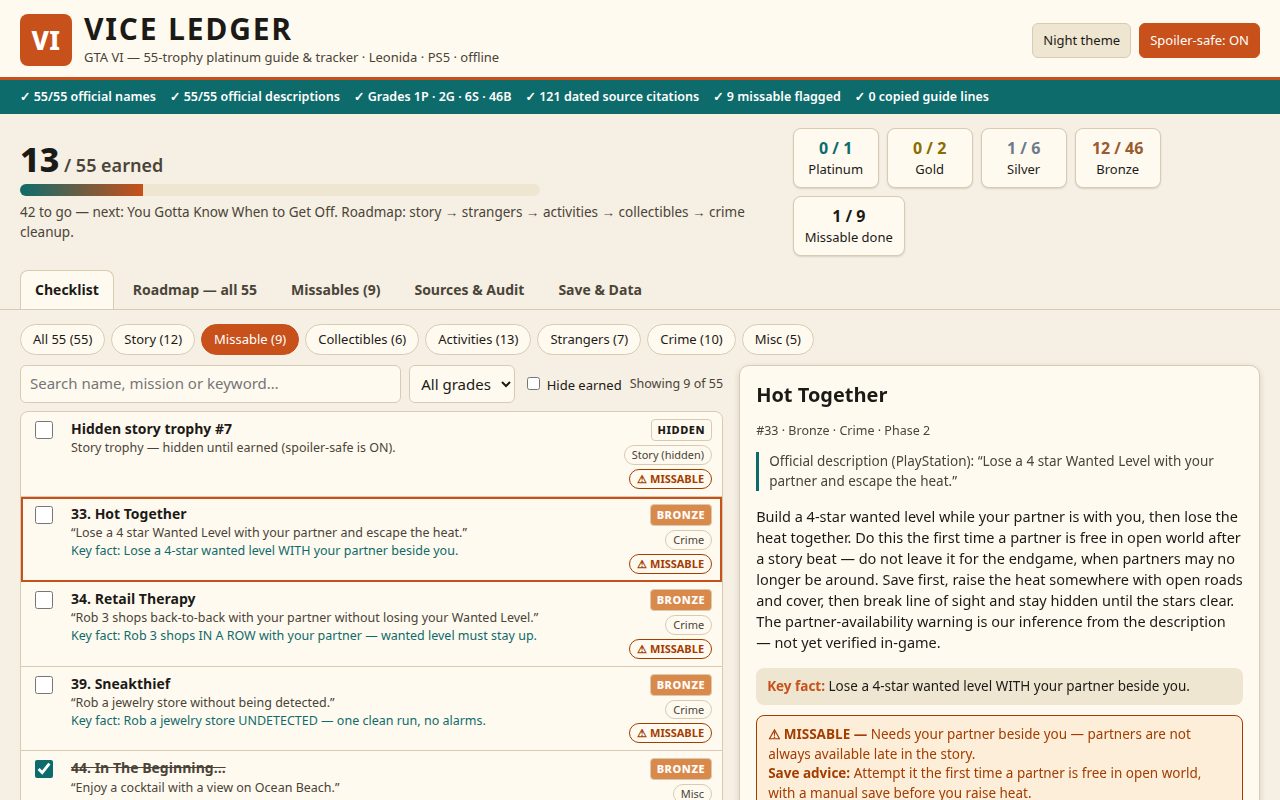 VI
VICE LEDGER
GTA VI — 55-trophy platinum guide & tracker · Leonida · PS5 · offline
Night theme
Spoiler-safe: ON
✓ 55/55 official names ✓ 55/55 official descriptions ✓ Grades 1P · 2G · 6S · 46B ✓ 121 dated source citations ✓ 9 missable flagged ✓ 0 copied guide lines
13 / 55 earned
42 to go — next: You Gotta Know When to Get Off. Roadmap: story → strangers → activities → collectibles → crime
cleanup.
0 / 1
Platinum
0 / 2
Gold
1 / 6
Silver
12 / 46
Bronze
1 / 9
Missable done
Checklist
Roadmap — all 55
Missables (9)
Sources & Audit
Save & Data
All 55 (55)
Story (12)
Missable (9)
Collectibles (6)
Activities (13)
Strangers (7)
Crime (10)
Misc (5)
Search name, mission or keyword...
All grades
Hide earned
Showing 9 of 55
Hidden story trophy #7
Story trophy — hidden until earned (spoiler-safe is ON).
HIDDEN
Story (hidden)
⚠ MISSABLE
33. Hot Together
“Lose a 4 star Wanted Level with your partner and escape the heat.”
Key fact: Lose a 4-star wanted level WITH your partner beside you.
BRONZE
Crime
⚠ MISSABLE
34. Retail Therapy
“Rob 3 shops back-to-back with your partner without losing your Wanted Level.”
Key fact: Rob 3 shops IN A ROW with your partner — wanted level must stay up.
BRONZE
Crime
⚠ MISSABLE
39. Sneakthief
“Rob a jewelry store without being detected.”
Key fact: Rob a jewelry store UNDETECTED — one clean run, no alarms.
BRONZE
Crime
⚠ MISSABLE
44. In The Beginning...
“Enjoy a cocktail with a view on Ocean Beach.”
BRONZE
Misc
Hot Together
#33 · Bronze · Crime · Phase 2
Official description (PlayStation): “Lose a 4 star Wanted Level with your
partner and escape the heat.”
Build a 4-star wanted level while your partner is with you, then lose the
heat together. Do this the first time a partner is free in open world after
a story beat — do not leave it for the endgame, when partners may no
longer be around. Save first, raise the heat somewhere with open roads
and cover, then break line of sight and stay hidden until the stars clear.
The partner-availability warning is our inference from the description
— not yet verified in-game.
Key fact: Lose a 4-star wanted level WITH your partner beside you.
⚠ MISSABLE — Needs your partner beside you — partners are not
always available late in the story.
Save advice: Attempt it the first time a partner is free in open world,
with a manual save before you raise heat.